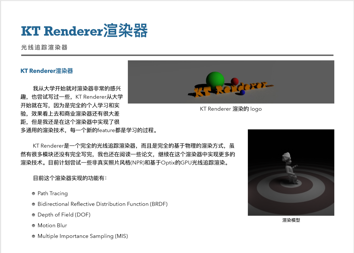 KT Renderer渲染器
光线追踪渲染器
KT Renderer渲染器
我从大学开始就对渲染器非常的感兴
趣，也尝试写过一些，KT Renderer从大学
开始就在写，因为是完全的个人学习和实
验，效果看上去和商业渲染器还有很大差
距，但是我还是在这个渲染器中实现了很
多通用的渲染技术，每一个新的feature都是学习的过程。
KT Renderer 渲染的 logo
KT Renderer是一个完全的光线追踪渲染器，而且是完全的基于物理的渲染方式，虽
然有很多模块还没有完全写完，我也还在阅读一些论文，继续在这个渲染器中实现更多的
渲染技术，目前计划尝试一些非真实照片风格(NPR)和基于Optix的GPU光线追踪渲染。
目前这个渲染器实现的功能有：
Path Tracing
Bidirectional Reflective Distribution Function (BRDF)
Depth of Field (DOF)
Motion Blur
Multiple Importance Sampling (MIS)
渲染模型